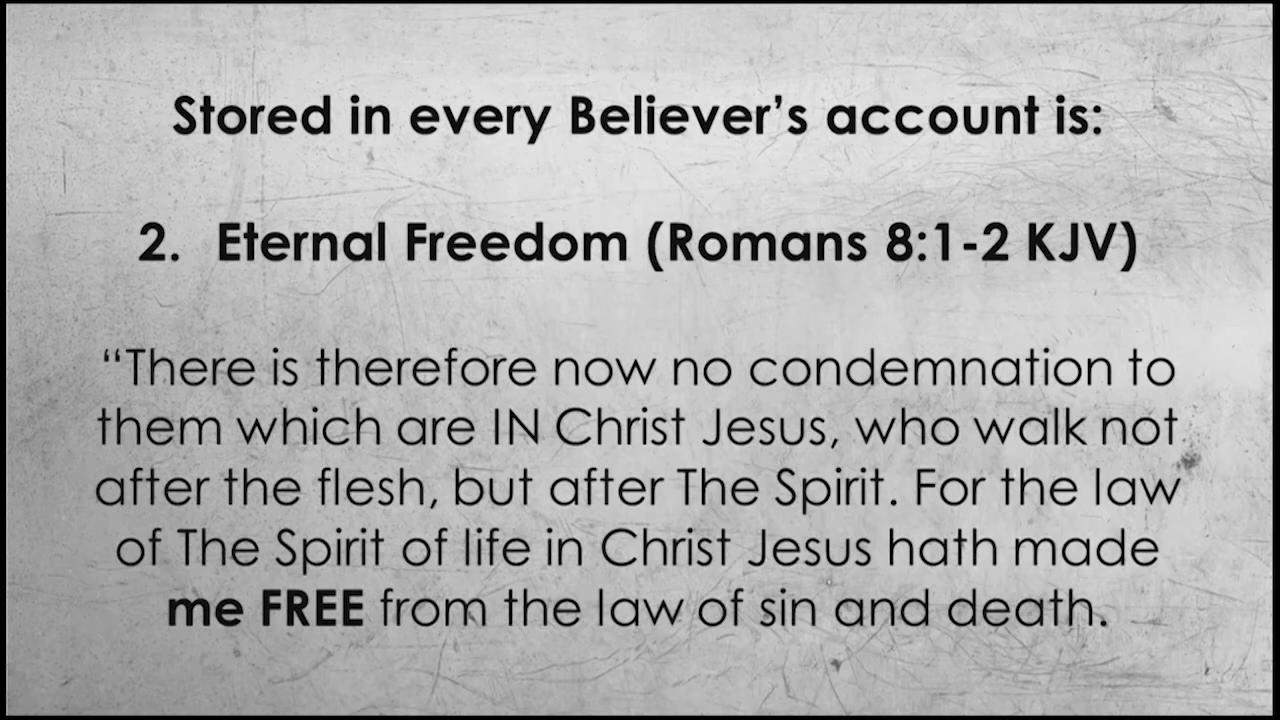 Stored in every Believer’s account is:
2. Eternal Freedom (Romans 8:1-2 KJV)
“There is therefore now no condemnation to
them which are IN Christ Jesus, who walk not
after the flesh, but after The Spirit. For the law
of The Spirit of life in Christ Jesus hath made
me FREE from the law of sin and death.